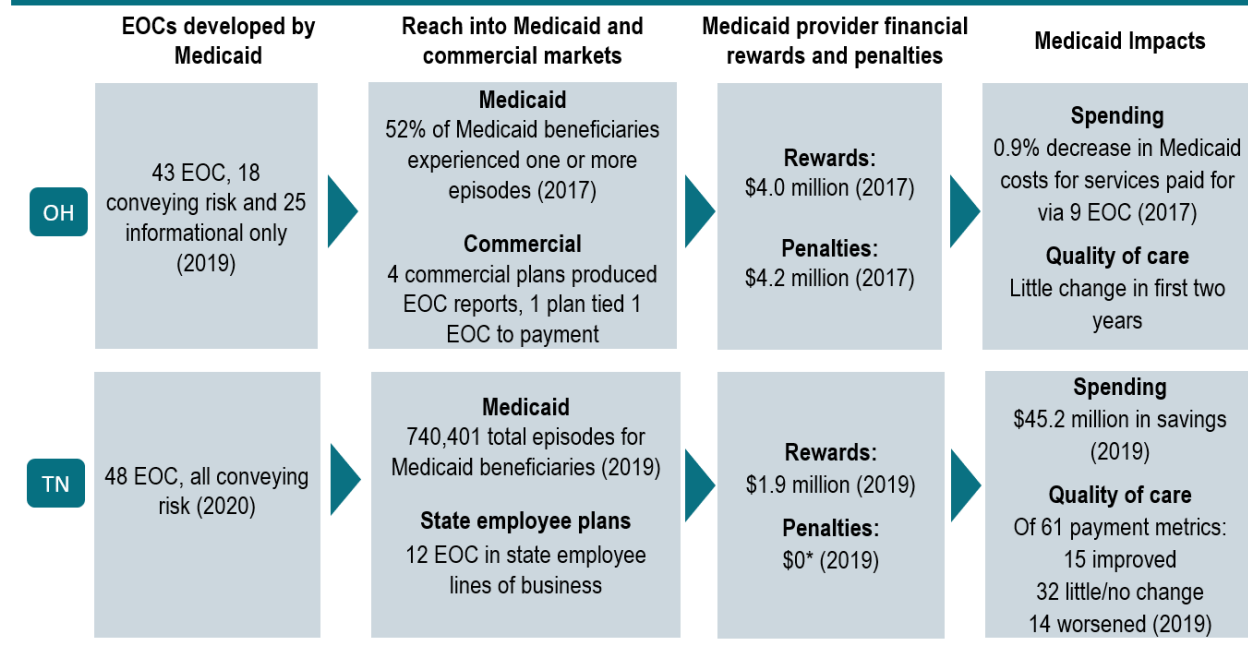 EOCs developed by
Medicaid
Reach into Medicaid and
commercial markets
Medicaid provider financial
rewards and penalties
Medicaid Impacts
OH
43 EOC, 18
conveying risk and 25
informational only
(2019)
Medicaid
52% of Medicaid beneficiaries
experienced one or more
episodes (2017)
Commercial
4 commercial plans produced
EOC reports, 1 plan tied 1
EOC to payment
Rewards:
$4.0 million (2017)
Penalties:
$4.2 million (2017)
Spending
0.9% decrease in Medicaid
costs for services paid for
via 9 EOC (2017)
Quality of care
Little change in first two
years
TN
48 EOC, all conveying
risk (2020)
Medicaid
740,401 total episodes for
Medicaid beneficiaries (2019)
State employee plans
12 EOC in state employee
lines of business
Rewards:
$1.9 million (2019)
Penalties:
$0* (2019)
Spending
$45.2 million in savings
(2019)
Quality of care
Of 61 payment metrics:
15 improved
32 little/no change
14 worsened (2019)